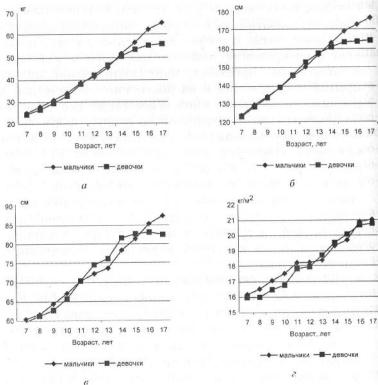 кг
70
60
50
40
30
20
7 8 9 10 11 12 13 14 15 16 17
Возраст, лет
мальчики девочки
а
см
180
170
160
150
140
130
120
7 8 9 10 11 12 13 14 15 16 17
Возраст, лет
мальчики девочки
б
см
90
85
80
75
70
65
60
7 8 9 10 11 12 13 14 15 16 17
Возраст, лет
мальчики девочки
в
кг/м2
22
21
20
19
18
17
16
15
7 8 9 10 11 12 13 14 15 16 17
Возраст, лет
мальчики девочки
г